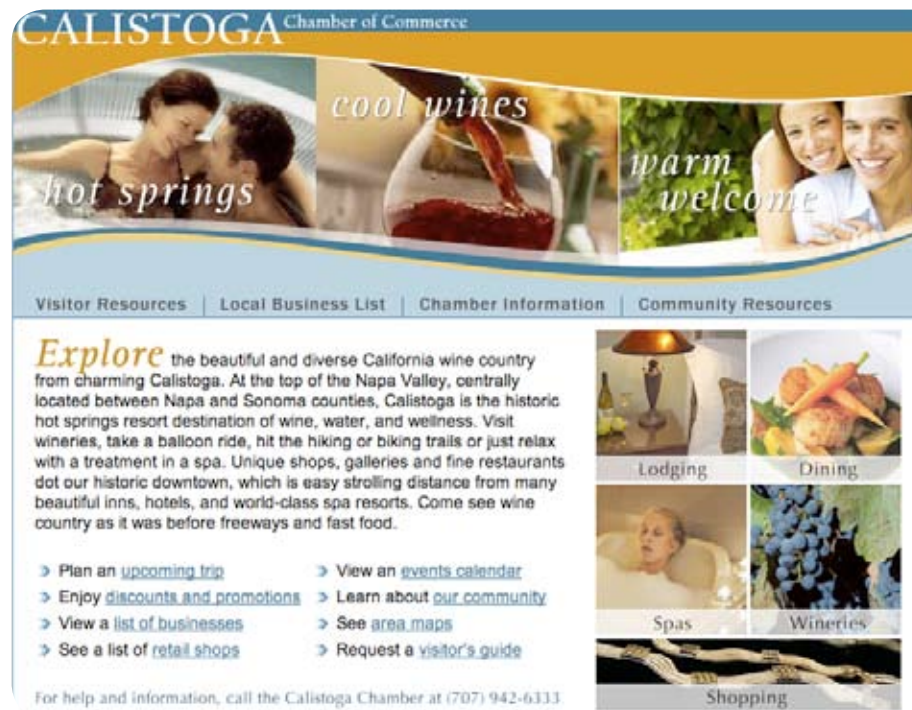 CALISTOGA Chamber of Commerce
hot springs
cool wines
warm
welcome
Visitor Resources | Local Business List | Chamber Information | Community Resources
Explore the beautiful and diverse California wine country
from charming Calistoga. At the top of the Napa Valley, centrally
located between Napa and Sonoma counties, Calistoga is the historic
hot springs resort destination of wine, water, and wellness. Visit
wineries, take a balloon ride, hit the hiking or biking trails or just relax
with a treatment in a spa. Unique shops, galleries and fine restaurants
dot our historic downtown, which is easy strolling distance from many
beautiful inns, hotels, and world-class spa resorts. Come see wine
country as it was before freeways and fast food.
Plan an upcoming trip
Enjoy discounts and promotions
View a list of businesses
See a list of retail shops
View an events calendar
Learn about our community
See area maps
Request a visitor's guide
For help and information, call the Calistoga Chamber at (707) 942-6333
Lodging
Dining
Spas
Wineries
Shopping